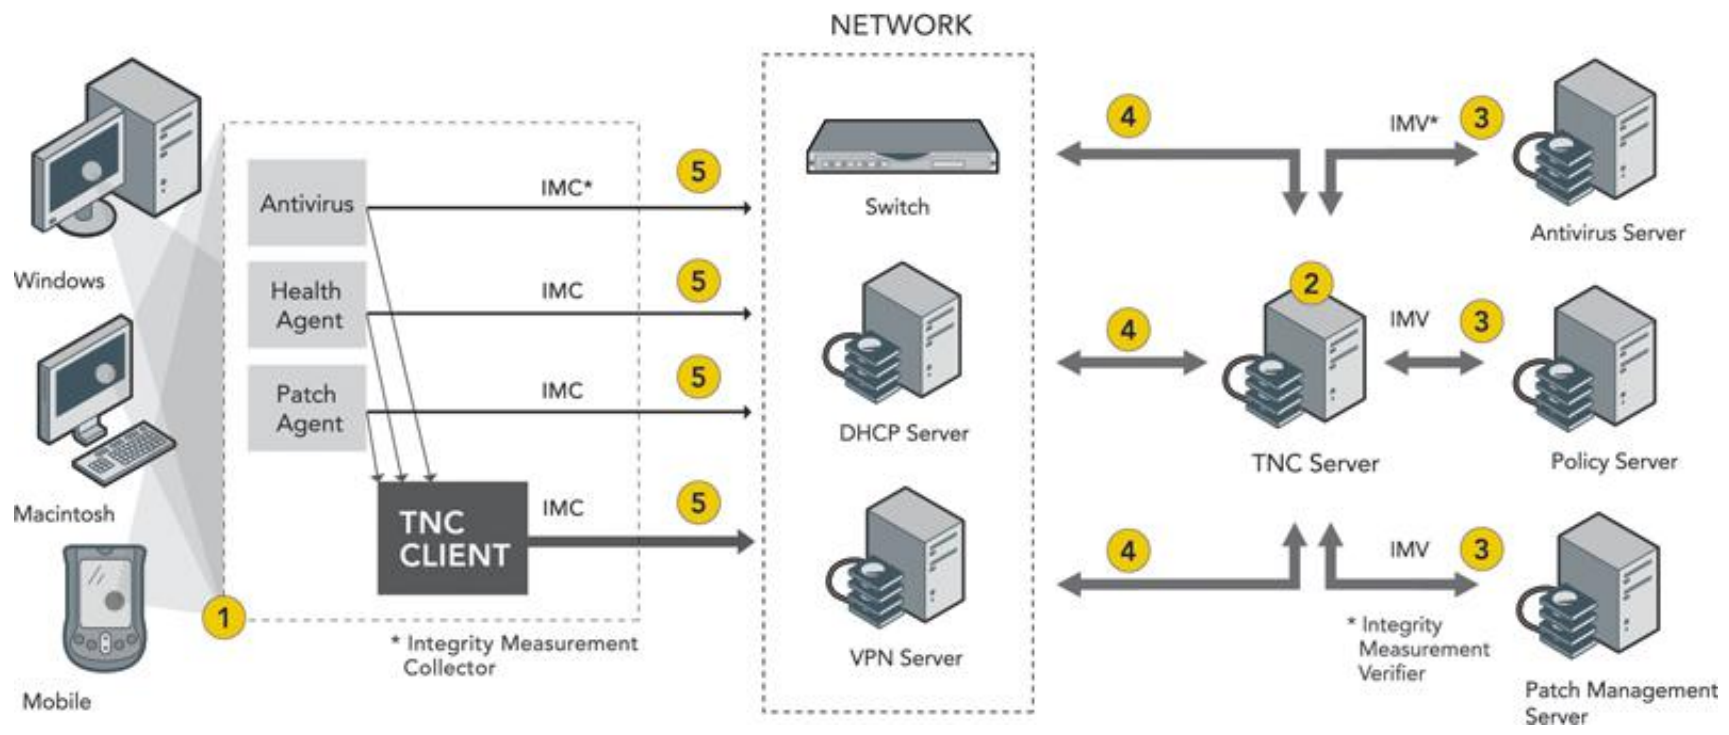 NETWORK
Windows
Macintosh
Mobile
1
Antivirus
Health
Agent
Patch
Agent
TNC
CLIENT
IMC*
5
IMC
5
IMC
5
IMC
5
* Integrity Measurement
Collector
Switch
DHCP Server
VPN Server
4
4
4
2
TNC Server
IMV*
3
Antivirus Server
IMV
3
Policy Server
IMV
3
* Integrity
Measurement
Verifier
Patch Management
Server